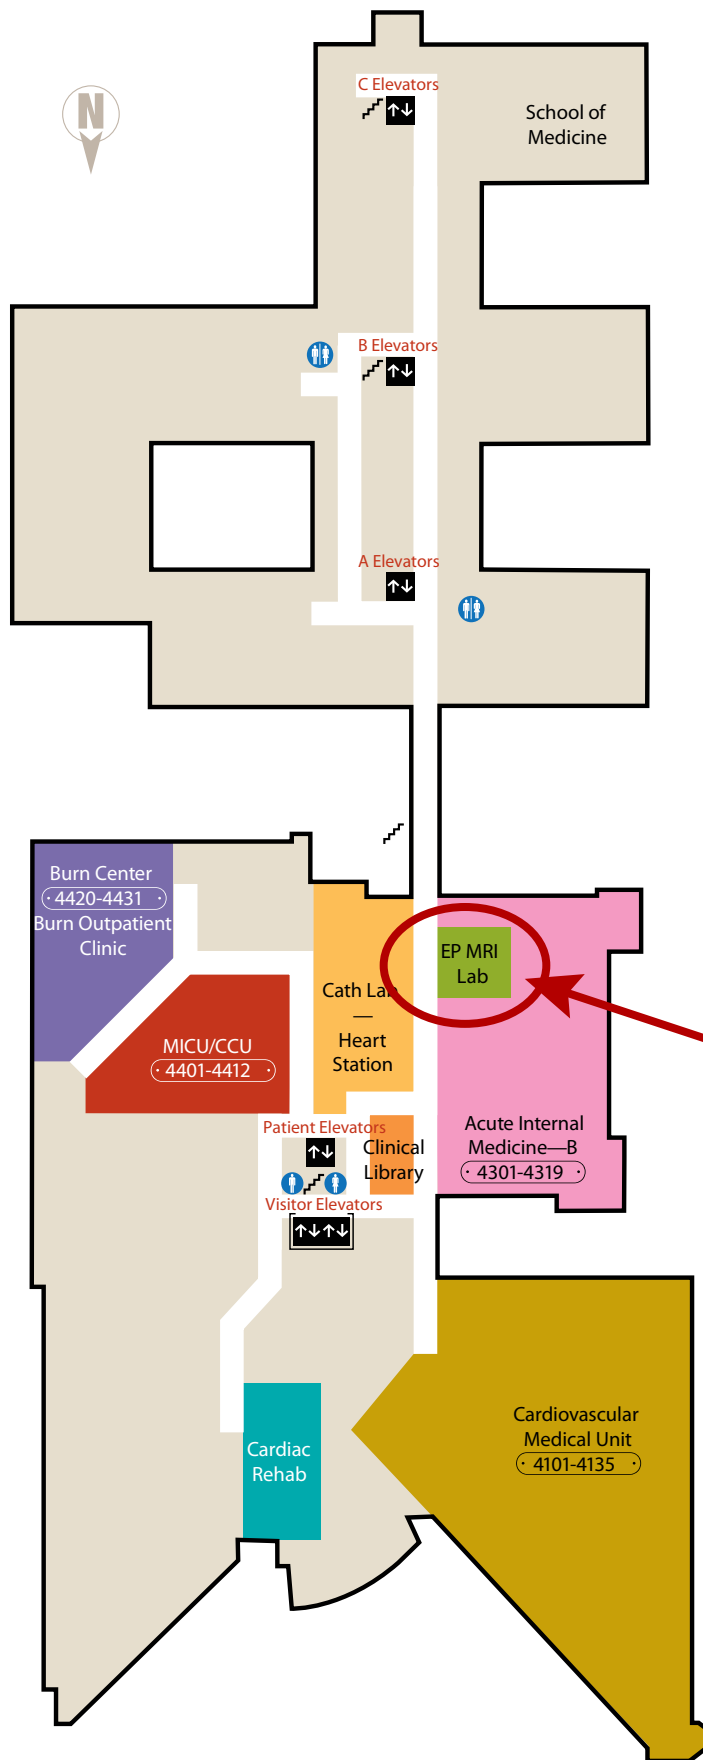 C Elevators
N
School of
Medicine
B Elevators
A Elevators
Burn Center
4420-4431
Burn Outpatient
Clinic
EP MRI
Lab
Cath Lab
—
Heart
Station
MICU/CCU
4401-4412
Patient Elevators
Clinical
Library
Acute Internal
Medicine—B
4301-4319
Visitor Elevators
Cardiovascular
Medical Unit
4101-4135
Cardiac
Rehab